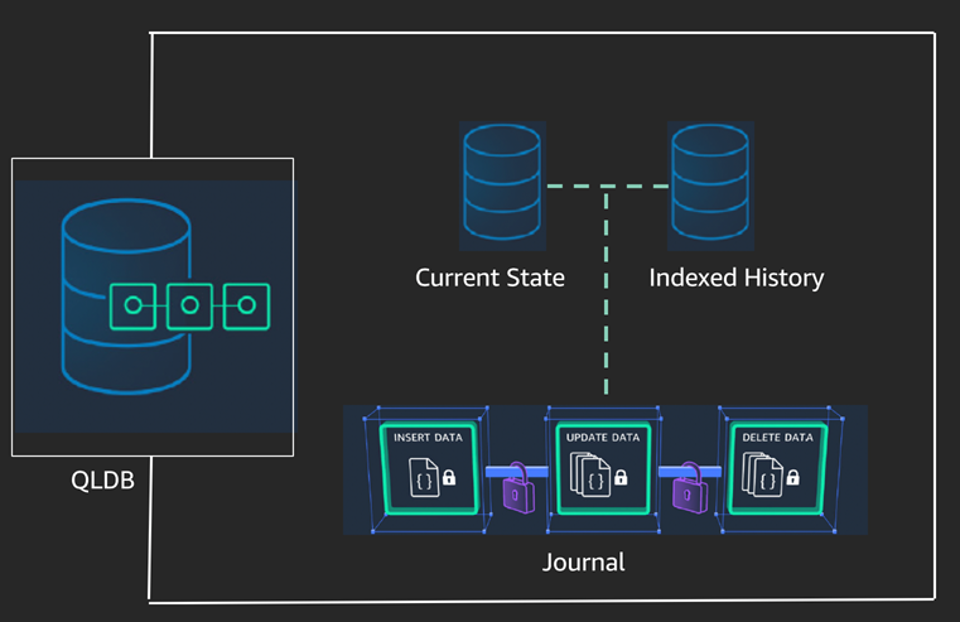 Current State
Indexed History
QLDB
INSERT DATA
{ }
UPDATE DATA
{ }
DELETE DATA
{ }
Journal